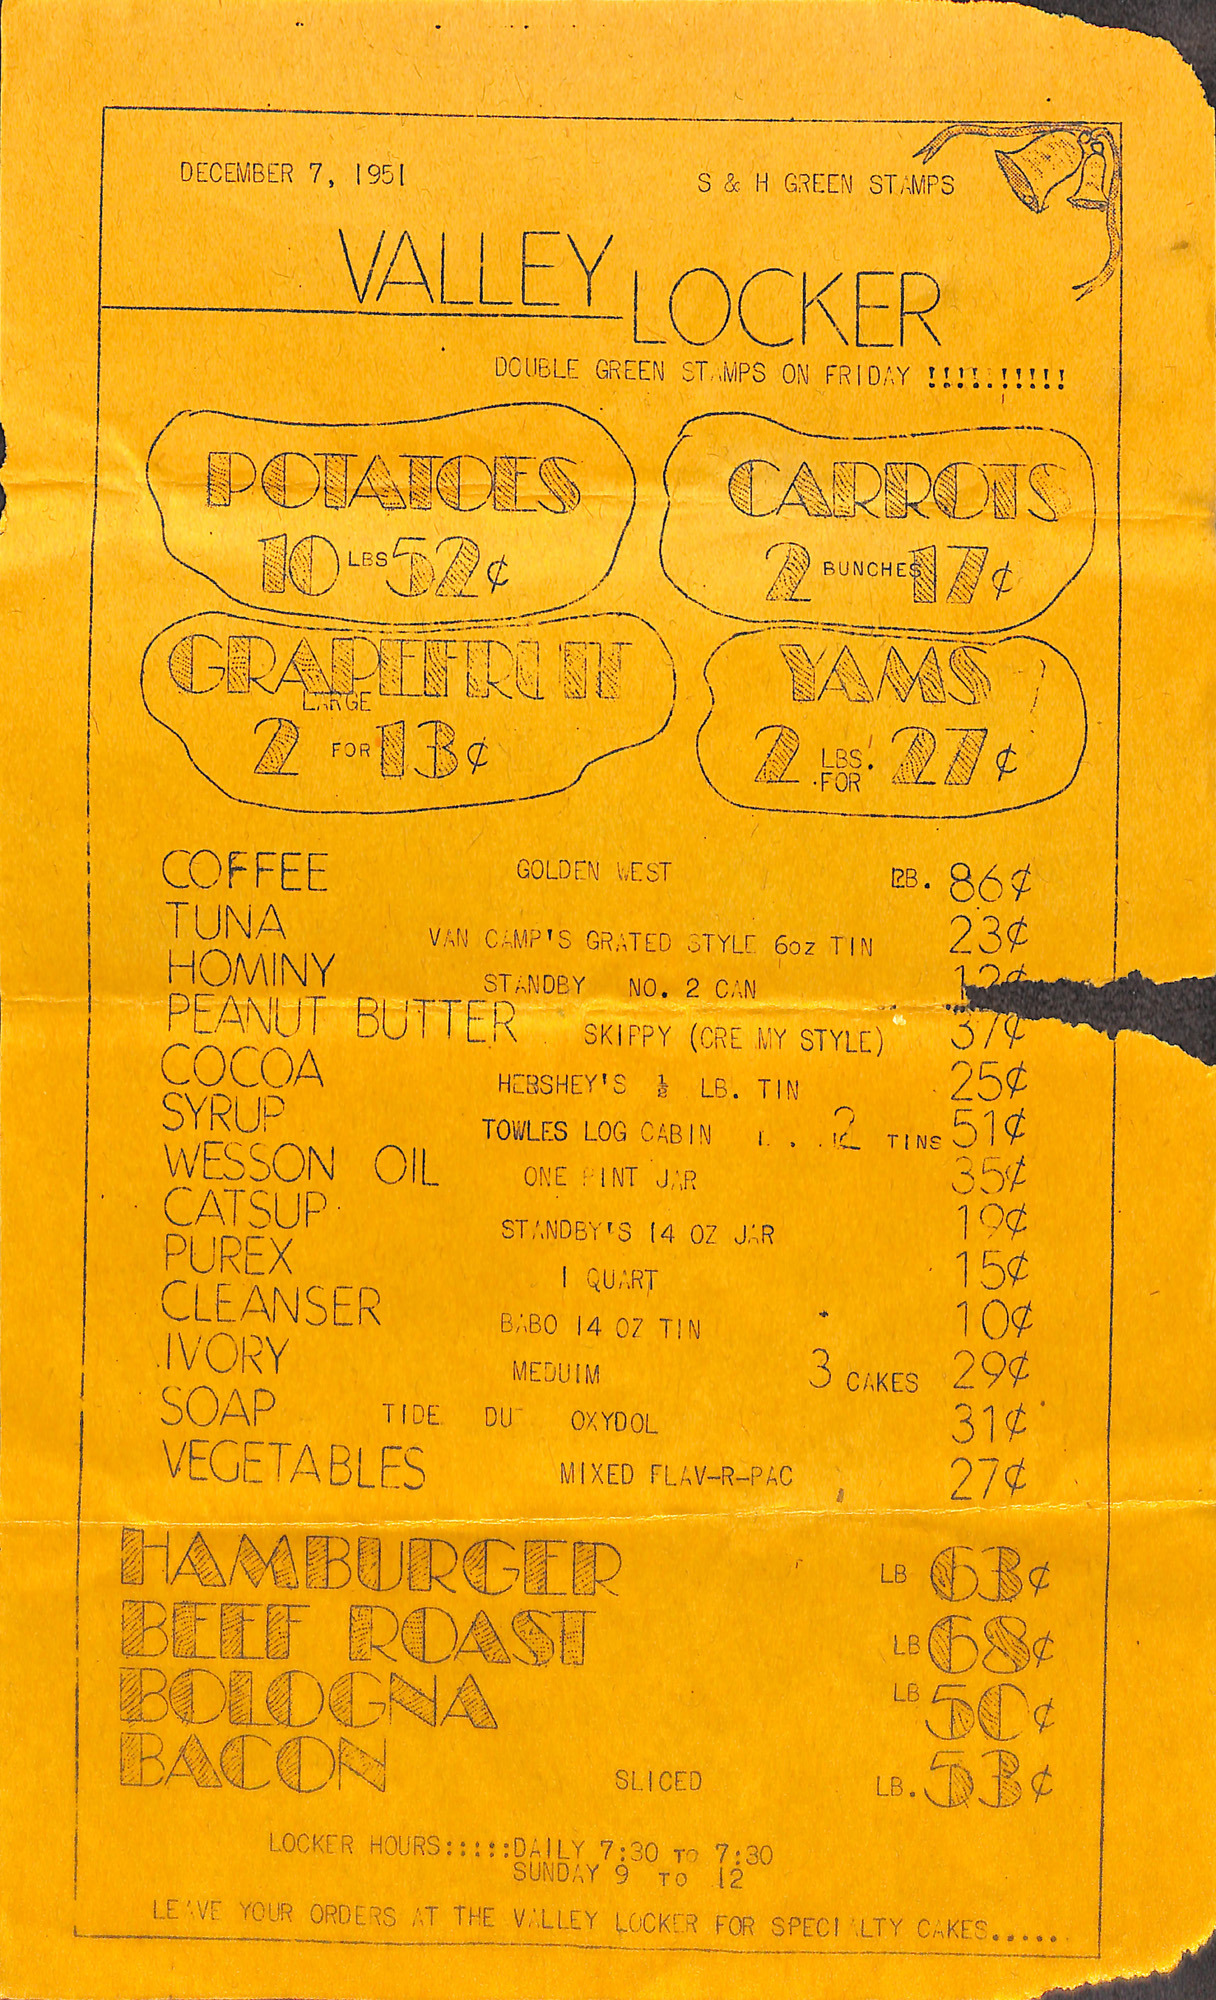 DECEMBER 7, 1951
S & H GREEN STAMPS
VALLEY LOCKER
DOUBLE GREEN STAMPS ON FRIDAY !!!!!!!!!!
POTATOES
10 LBS 52¢
CARROTS
2 BUNCHES 17¢
GRAPEFRUIT
LARGE
2 FOR 13¢
YAMS
2 LBS. FOR 27¢
COFFEE GOLDEN WEST LB. 86¢
TUNA VAN CAMP'S GRATED STYLE 6oz TIN 23¢
HOMINY STANDBY NO. 2 CAN 12¢
PEANUT BUTTER SKIPPY (CREAMY STYLE) 37¢
COCOA HERSHEY'S ½ LB. TIN 25¢
SYRUP TOWLES LOG CABIN 2 TINS 51¢
WESSON OIL ONE PINT JAR 35¢
CATSUP STANDBY'S 14 OZ JAR 19¢
PUREX 1 QUART 15¢
CLEANSER BABO 14 OZ TIN 10¢
IVORY MEDUIM 3 CAKES 29¢
SOAP TIDE OXYDOL 31¢
VEGETABLES MIXED FLAV-R-PAC 27¢
HAMBURGER LB 63¢
BEEF ROAST LB 68¢
BOLOGNA LB 50¢
BACON SLICED LB. 53¢
LOCKER HOURS:::::DAILY 7:30 TO 7:30
SUNDAY 9 TO 12
LEAVE YOUR ORDERS AT THE VALLEY LOCKER FOR SPECIALTY CAKES......